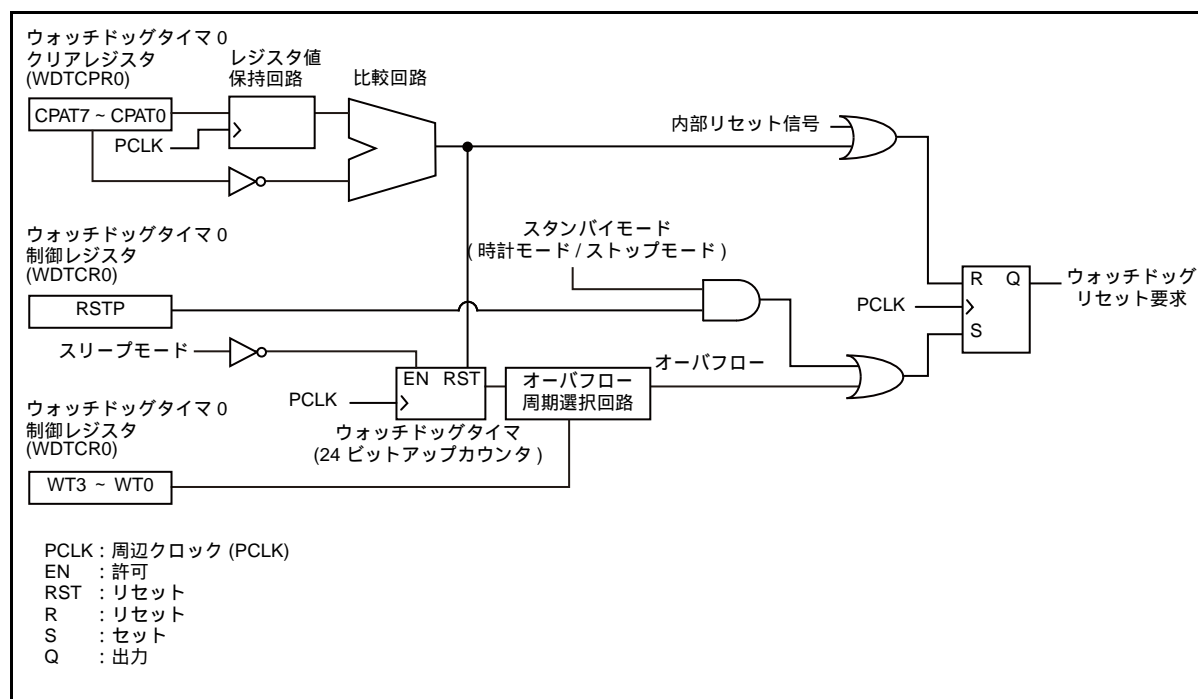 ウォッチドッグタイマ 0
クリアレジスタ
(WDTCPR0)
レジスタ値
保持回路
比較回路
CPAT7 ~ CPAT0
PCLK
内部リセット信号
ウォッチドッグタイマ 0
制御レジスタ
(WDTCR0)
スタンバイモード
( 時計モード / ストップモード )
RSTP
R Q
S
PCLK
ウォッチドッグ
リセット要求
スリープモード
EN RST
PCLK
オーバフロー
周期選択回路
オーバフロー
ウォッチドッグタイマ
(24 ビットアップカウンタ )
ウォッチドッグタイマ 0
制御レジスタ
(WDTCR0)
WT3 ~ WT0
PCLK : 周辺クロック (PCLK)
EN : 許可
RST : リセット
R : リセット
S : セット
Q : 出力